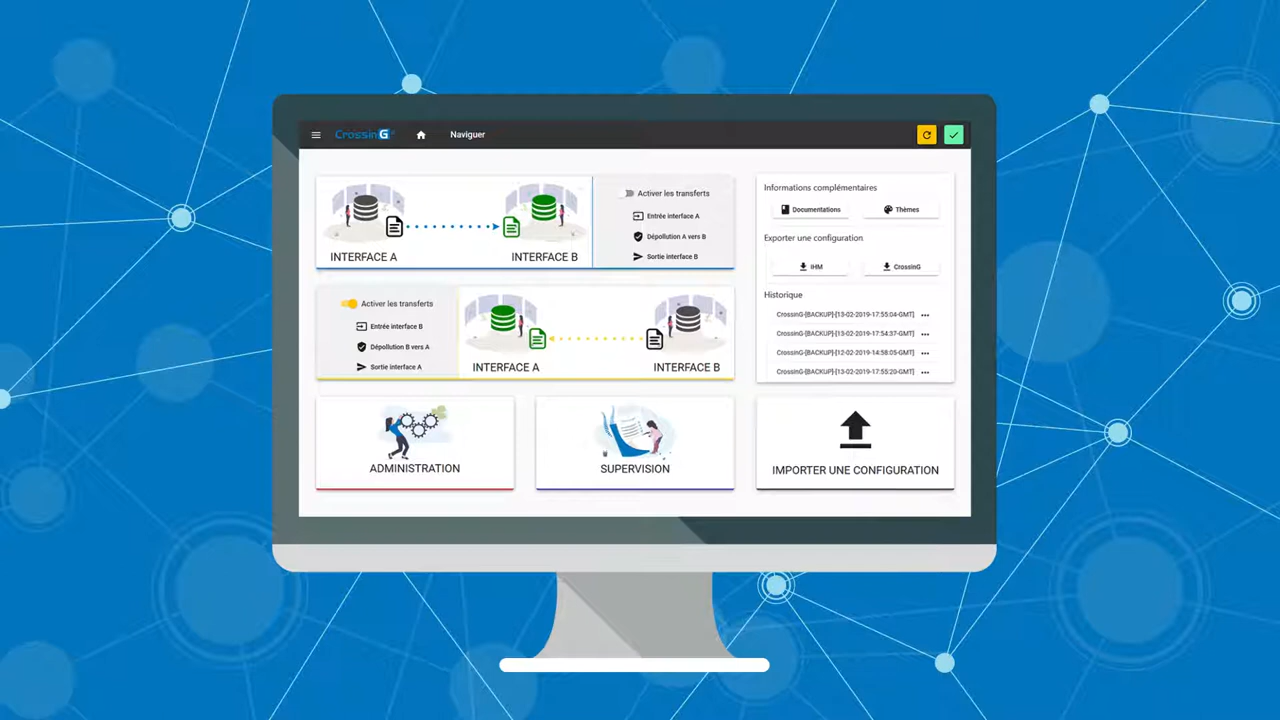 CrossinG
Naviguer
INTERFACE A
INTERFACE B
Activer les transferts
Entrée interface A
Dépollution A vers B
Sortie interface B
Activer les transferts
Entrée interface B
Dépollution B vers A
Sortie interface A
INTERFACE A
INTERFACE B
Informations complémentaires
Documentations
Thèmes
Exporter une configuration
IHM
CrossinG
Historique
CrossinG-[BACKUP]-[13-02-2019-17:55:04-GMT]
CrossinG-[BACKUP]-[13-02-2019-17:54:37-GMT]
CrossinG-[BACKUP]-[12-02-2019-14:58:05-GMT]
CrossinG-[BACKUP]-[13-02-2019-17:55:20-GMT]
ADMINISTRATION
SUPERVISION
IMPORTER UNE CONFIGURATION